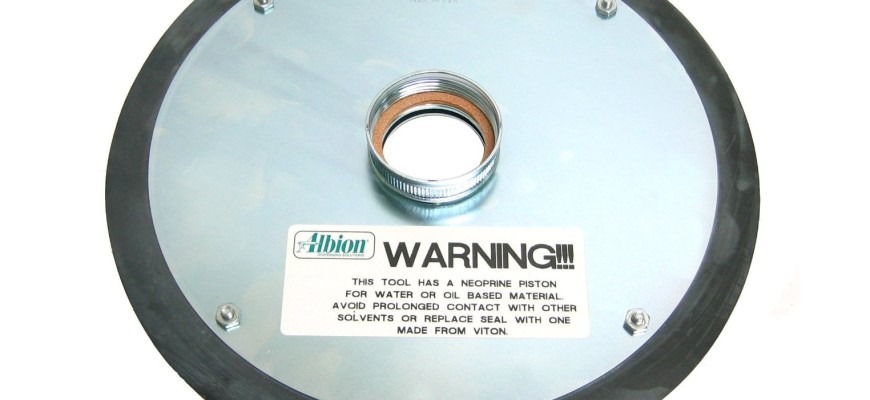 Albion
WARNING!!!
THIS TOOL HAS A NEOPRINE PISTON
FOR WATER OR OIL BASED MATERIAL.
AVOID PROLONGED CONTACT WITH OTHER
SOLVENTS OR REPLACE SEAL WITH ONE
MADE FROM VITON.